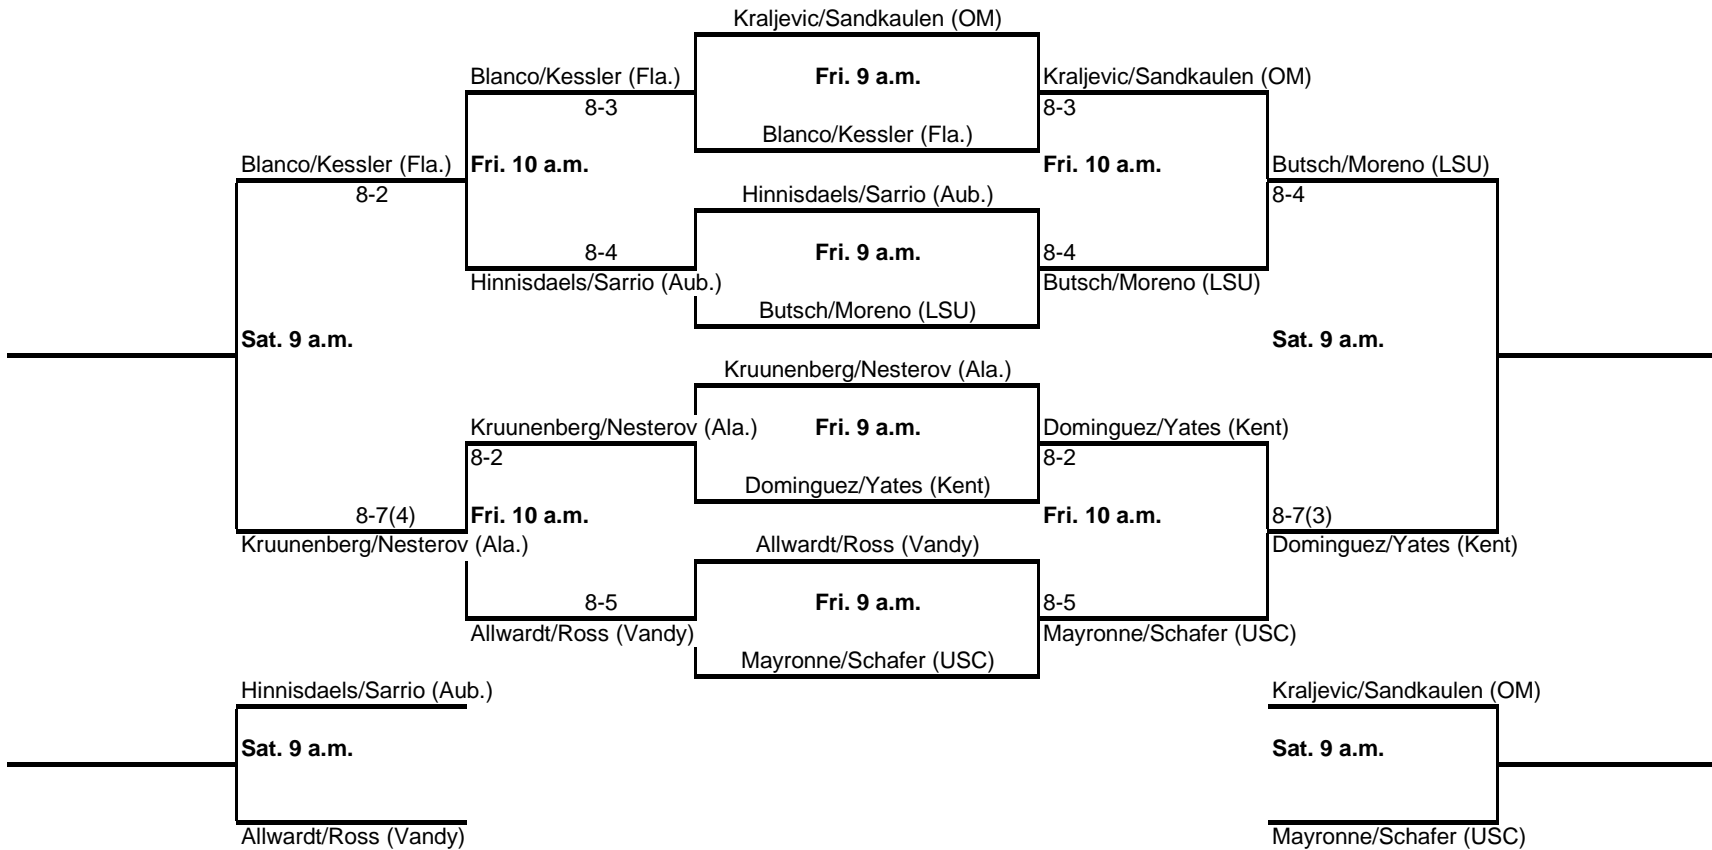 Kraljevic/Sandkaulen (OM)
Blanco/Kessler (Fla.) Fri. 9 a.m. Kraljevic/Sandkaulen (OM)
8-3 8-3
Blanco/Kessler (Fla.)
Blanco/Kessler (Fla.) Fri. 10 a.m. Fri. 10 a.m. Butsch/Moreno (LSU)
8-2 Hinnisdaels/Sarrio (Aub.) 8-4
8-4 Fri. 9 a.m. 8-4
Hinnisdaels/Sarrio (Aub.) Butsch/Moreno (LSU)
Butsch/Moreno (LSU)
Sat. 9 a.m. Sat. 9 a.m.
Kruunenberg/Nesterov (Ala.)
Kruunenberg/Nesterov (Ala.) Fri. 9 a.m. Dominguez/Yates (Kent)
8-2 8-2
Dominguez/Yates (Kent)
8-7(4) Fri. 10 a.m. Fri. 10 a.m. 8-7(3)
Kruunenberg/Nesterov (Ala.) Allwardt/Ross (Vandy) Dominguez/Yates (Kent)
8-5 Fri. 9 a.m. 8-5
Allwardt/Ross (Vandy) Mayronne/Schafer (USC)
Mayronne/Schafer (USC)
Hinnisdaels/Sarrio (Aub.) Kraljevic/Sandkaulen (OM)
Sat. 9 a.m. Sat. 9 a.m.
Allwardt/Ross (Vandy) Mayronne/Schafer (USC)